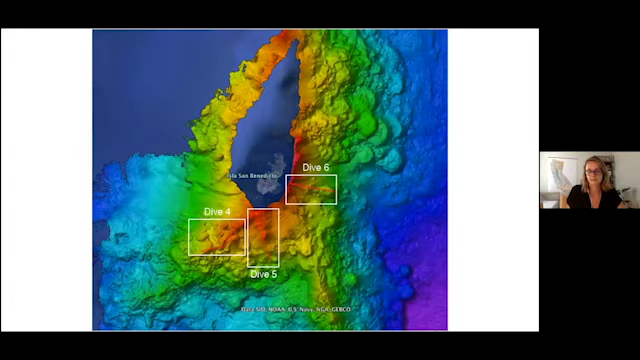 Dive 6
Isla San Benedicto
Dive 4
Dive 5
Data SIO, NOAA, U.S. Navy, NGA, GEBCO